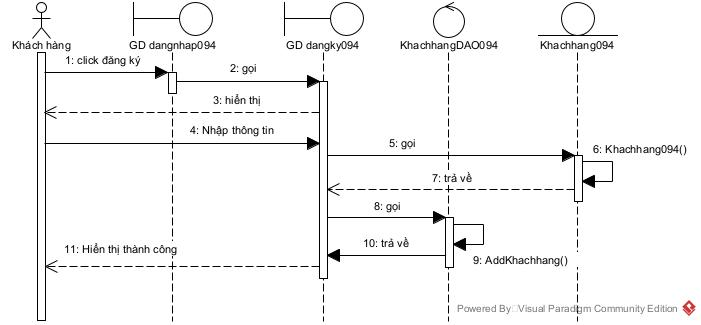 Khách hàng
GD dangnhap094
GD dangky094
KhachhangDAO094
Khachhang094
1: click đăng ký
2: gọi
3: hiển thị
4: Nhập thông tin
5: gọi
6: Khachhang094()
7: trả về
8: gọi
9: AddKhachhang()
10: trả về
11: Hiển thị thành công
Powered By Visual Paradigm Community Edition